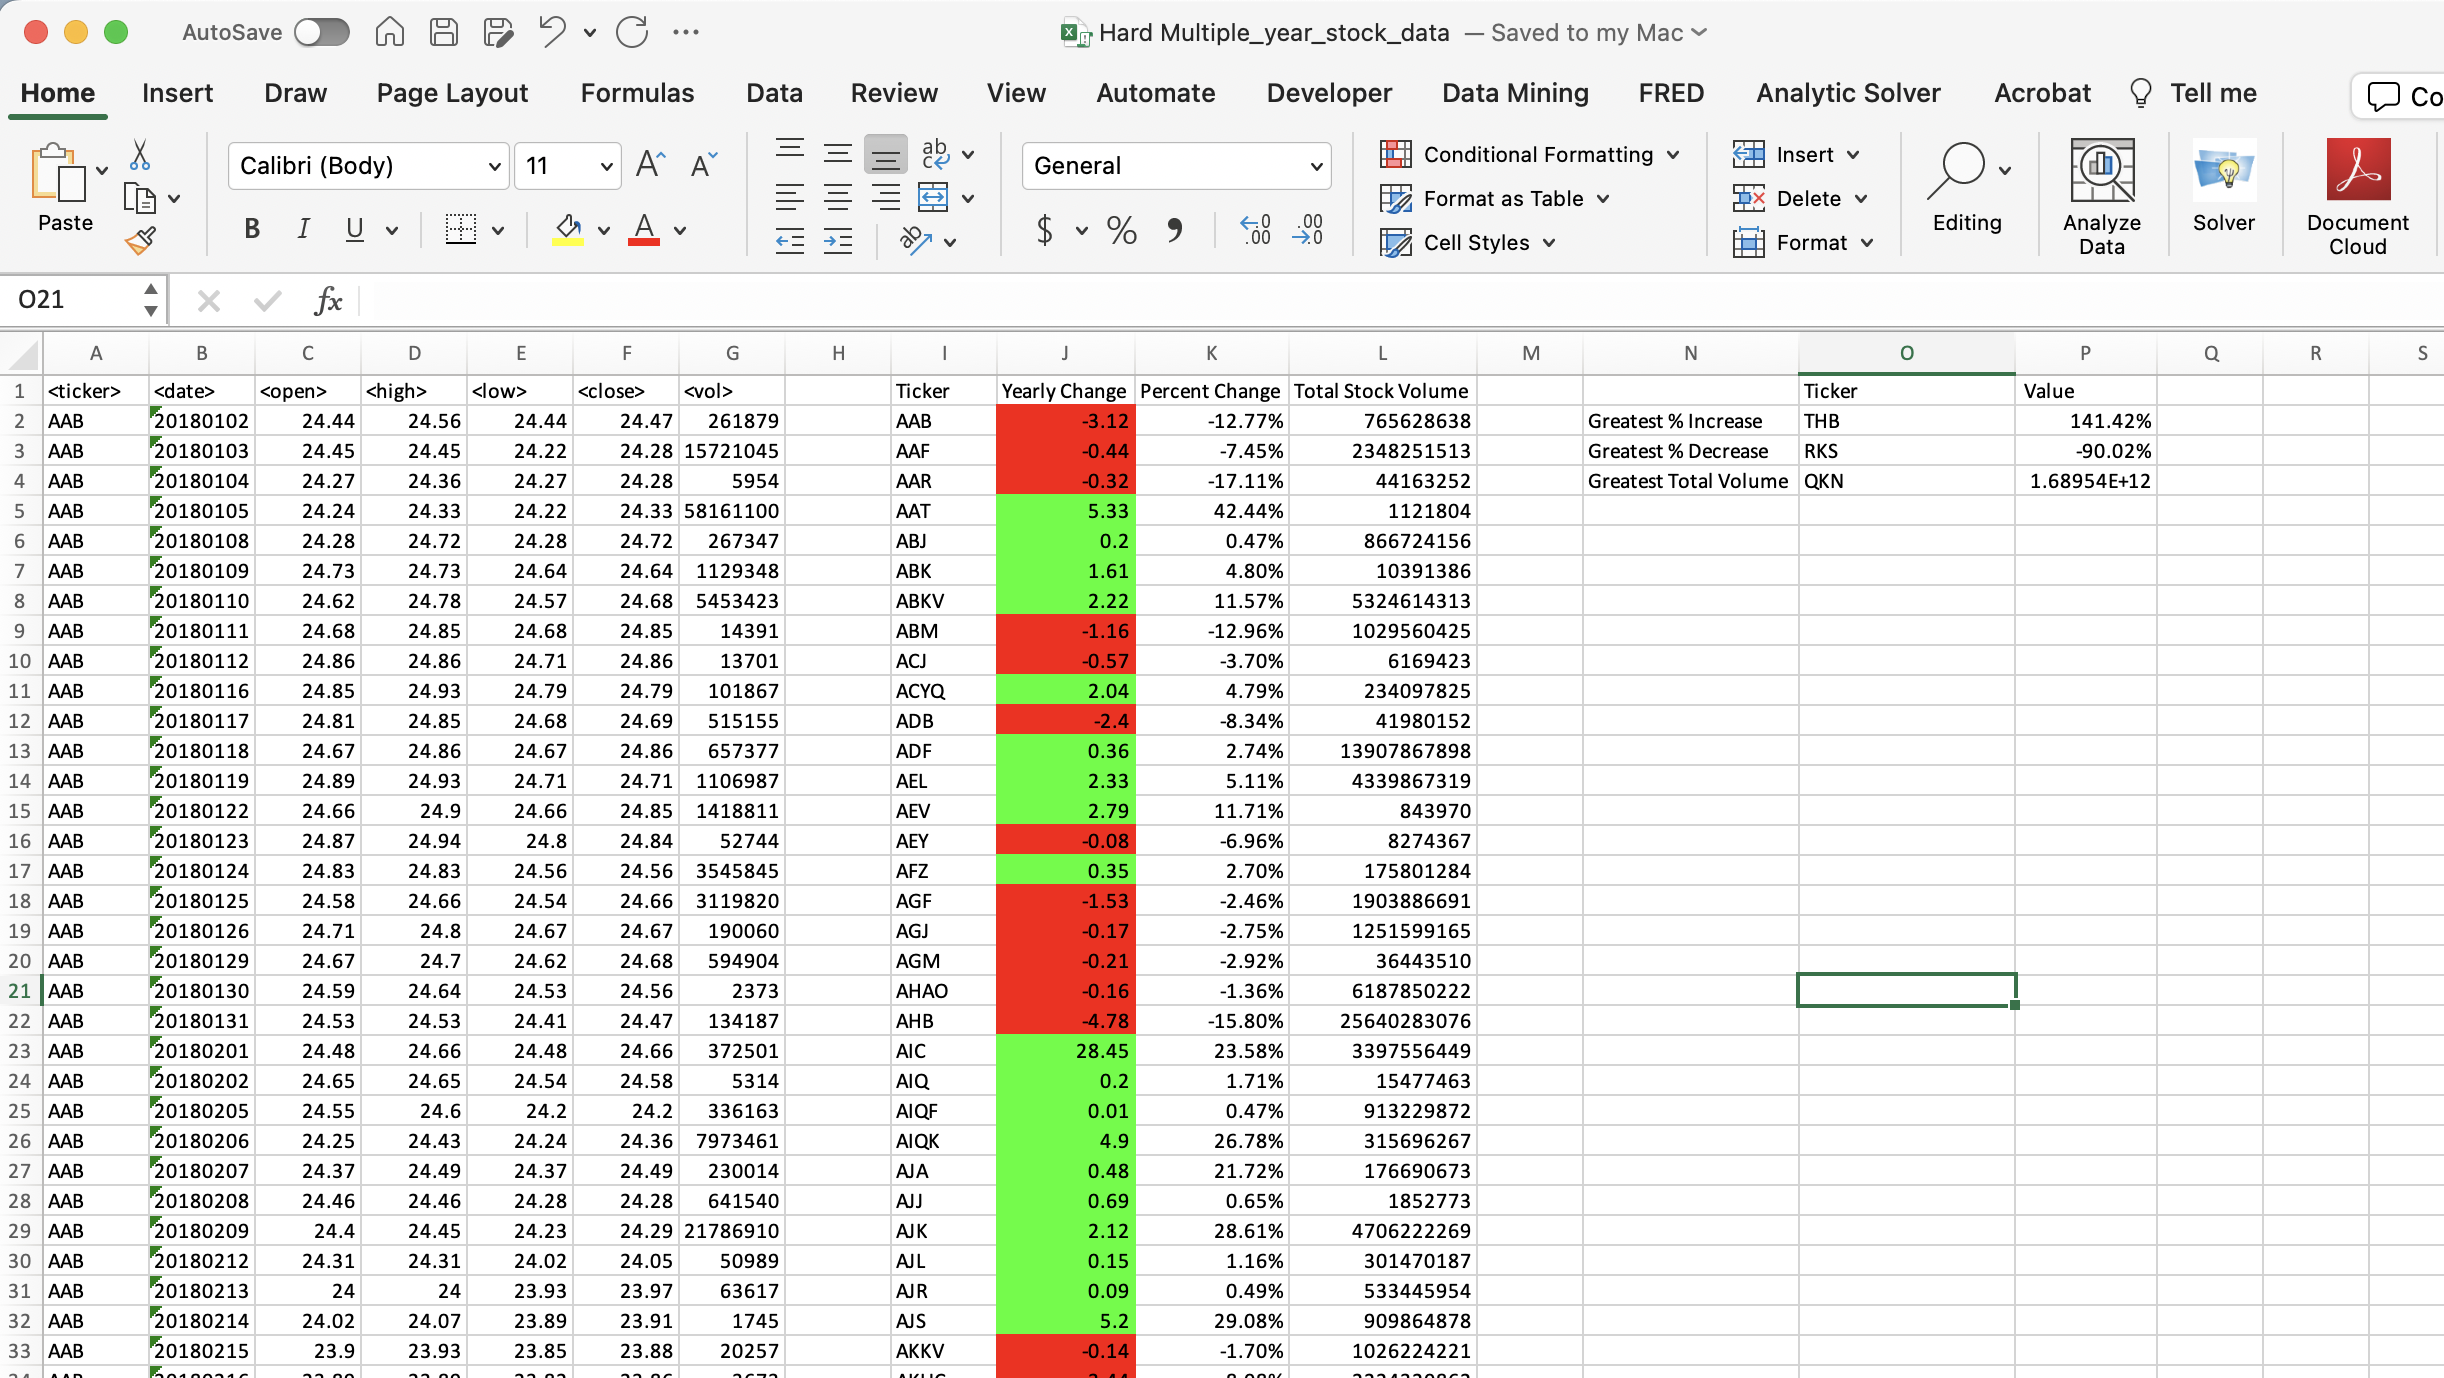 AutoSave Hard Multiple_year_stock_data — Saved to my Mac
Home Insert Draw Page Layout Formulas Data Review View Automate Developer Data Mining FRED Analytic Solver Acrobat Tell me Co
Paste Calibri (Body) 11 General Conditional Formatting Insert Editing Analyze Data Solver Document Cloud
Format as Table Delete
B I U $ % Cell Styles Format
O21 fx
A B C D E F G H I J K L M N O P Q R S
1 <ticker> <date> <open> <high> <low> <close> <vol> Ticker Yearly Change Percent Change Total Stock Volume Ticker Value
2 AAB 20180102 24.44 24.56 24.44 24.47 261879 AAB -3.12 -12.77% 765628638 Greatest % Increase THB 141.42%
3 AAB 20180103 24.45 24.45 24.22 24.28 15721045 AAF -0.44 -7.45% 2348251513 Greatest % Decrease RKS -90.02%
4 AAB 20180104 24.27 24.36 24.27 24.28 5954 AAR -0.32 -17.11% 44163252 Greatest Total Volume QKN 1.68954E+12
5 AAB 20180105 24.24 24.33 24.22 24.33 58161100 AAT 5.33 42.44% 1121804
6 AAB 20180108 24.28 24.72 24.28 24.72 267347 ABJ 0.2 0.47% 866724156
7 AAB 20180109 24.73 24.73 24.64 24.64 1129348 ABK 1.61 4.80% 10391386
8 AAB 20180110 24.62 24.78 24.57 24.68 5453423 ABKV 2.22 11.57% 5324614313
9 AAB 20180111 24.68 24.85 24.68 24.85 14391 ABM -1.16 -12.96% 1029560425
10 AAB 20180112 24.86 24.86 24.71 24.86 13701 ACJ -0.57 -3.70% 6169423
11 AAB 20180116 24.85 24.93 24.79 24.79 101867 ACYQ 2.04 4.79% 234097825
12 AAB 20180117 24.81 24.85 24.68 24.69 515155 ADB -2.4 -8.34% 41980152
13 AAB 20180118 24.67 24.86 24.67 24.86 657377 ADF 0.36 2.74% 13907867898
14 AAB 20180119 24.89 24.93 24.71 24.71 1106987 AEL 2.33 5.11% 4339867319
15 AAB 20180122 24.66 24.9 24.66 24.85 1418811 AEV 2.79 11.71% 843970
16 AAB 20180123 24.87 24.94 24.8 24.84 52744 AEY -0.08 -6.96% 8274367
17 AAB 20180124 24.83 24.83 24.56 24.56 3545845 AFZ 0.35 2.70% 175801284
18 AAB 20180125 24.58 24.66 24.54 24.66 3119820 AGF -1.53 -2.46% 1903886691
19 AAB 20180126 24.71 24.8 24.67 24.67 190060 AGJ -0.17 -2.75% 1251599165
20 AAB 20180129 24.67 24.7 24.62 24.68 594904 AGM -0.21 -2.92% 36443510
21 AAB 20180130 24.59 24.64 24.53 24.56 2373 AHAO -0.16 -1.36% 6187850222
22 AAB 20180131 24.53 24.53 24.41 24.47 134187 AHB -4.78 -15.80% 25640283076
23 AAB 20180201 24.48 24.66 24.48 24.66 372501 AIC 28.45 23.58% 3397556449
24 AAB 20180202 24.65 24.65 24.54 24.58 5314 AIQ 0.2 1.71% 15477463
25 AAB 20180205 24.55 24.6 24.2 24.2 336163 AIQF 0.01 0.47% 913229872
26 AAB 20180206 24.25 24.43 24.24 24.36 7973461 AIQK 4.9 26.78% 315696267
27 AAB 20180207 24.37 24.49 24.37 24.49 230014 AJA 0.48 21.72% 176690673
28 AAB 20180208 24.46 24.46 24.28 24.28 641540 AJJ 0.69 0.65% 1852773
29 AAB 20180209 24.4 24.45 24.23 24.29 21786910 AJK 2.12 28.61% 4706222269
30 AAB 20180212 24.31 24.31 24.02 24.05 50989 AJL 0.15 1.16% 301470187
31 AAB 20180213 24 24 23.93 23.97 63617 AJR 0.09 0.49% 533445954
32 AAB 20180214 24.02 24.07 23.89 23.91 1745 AJS 5.2 29.08% 909864878
33 AAB 20180215 23.9 23.93 23.85 23.88 20257 AKKV -0.14 -1.70% 1026224221